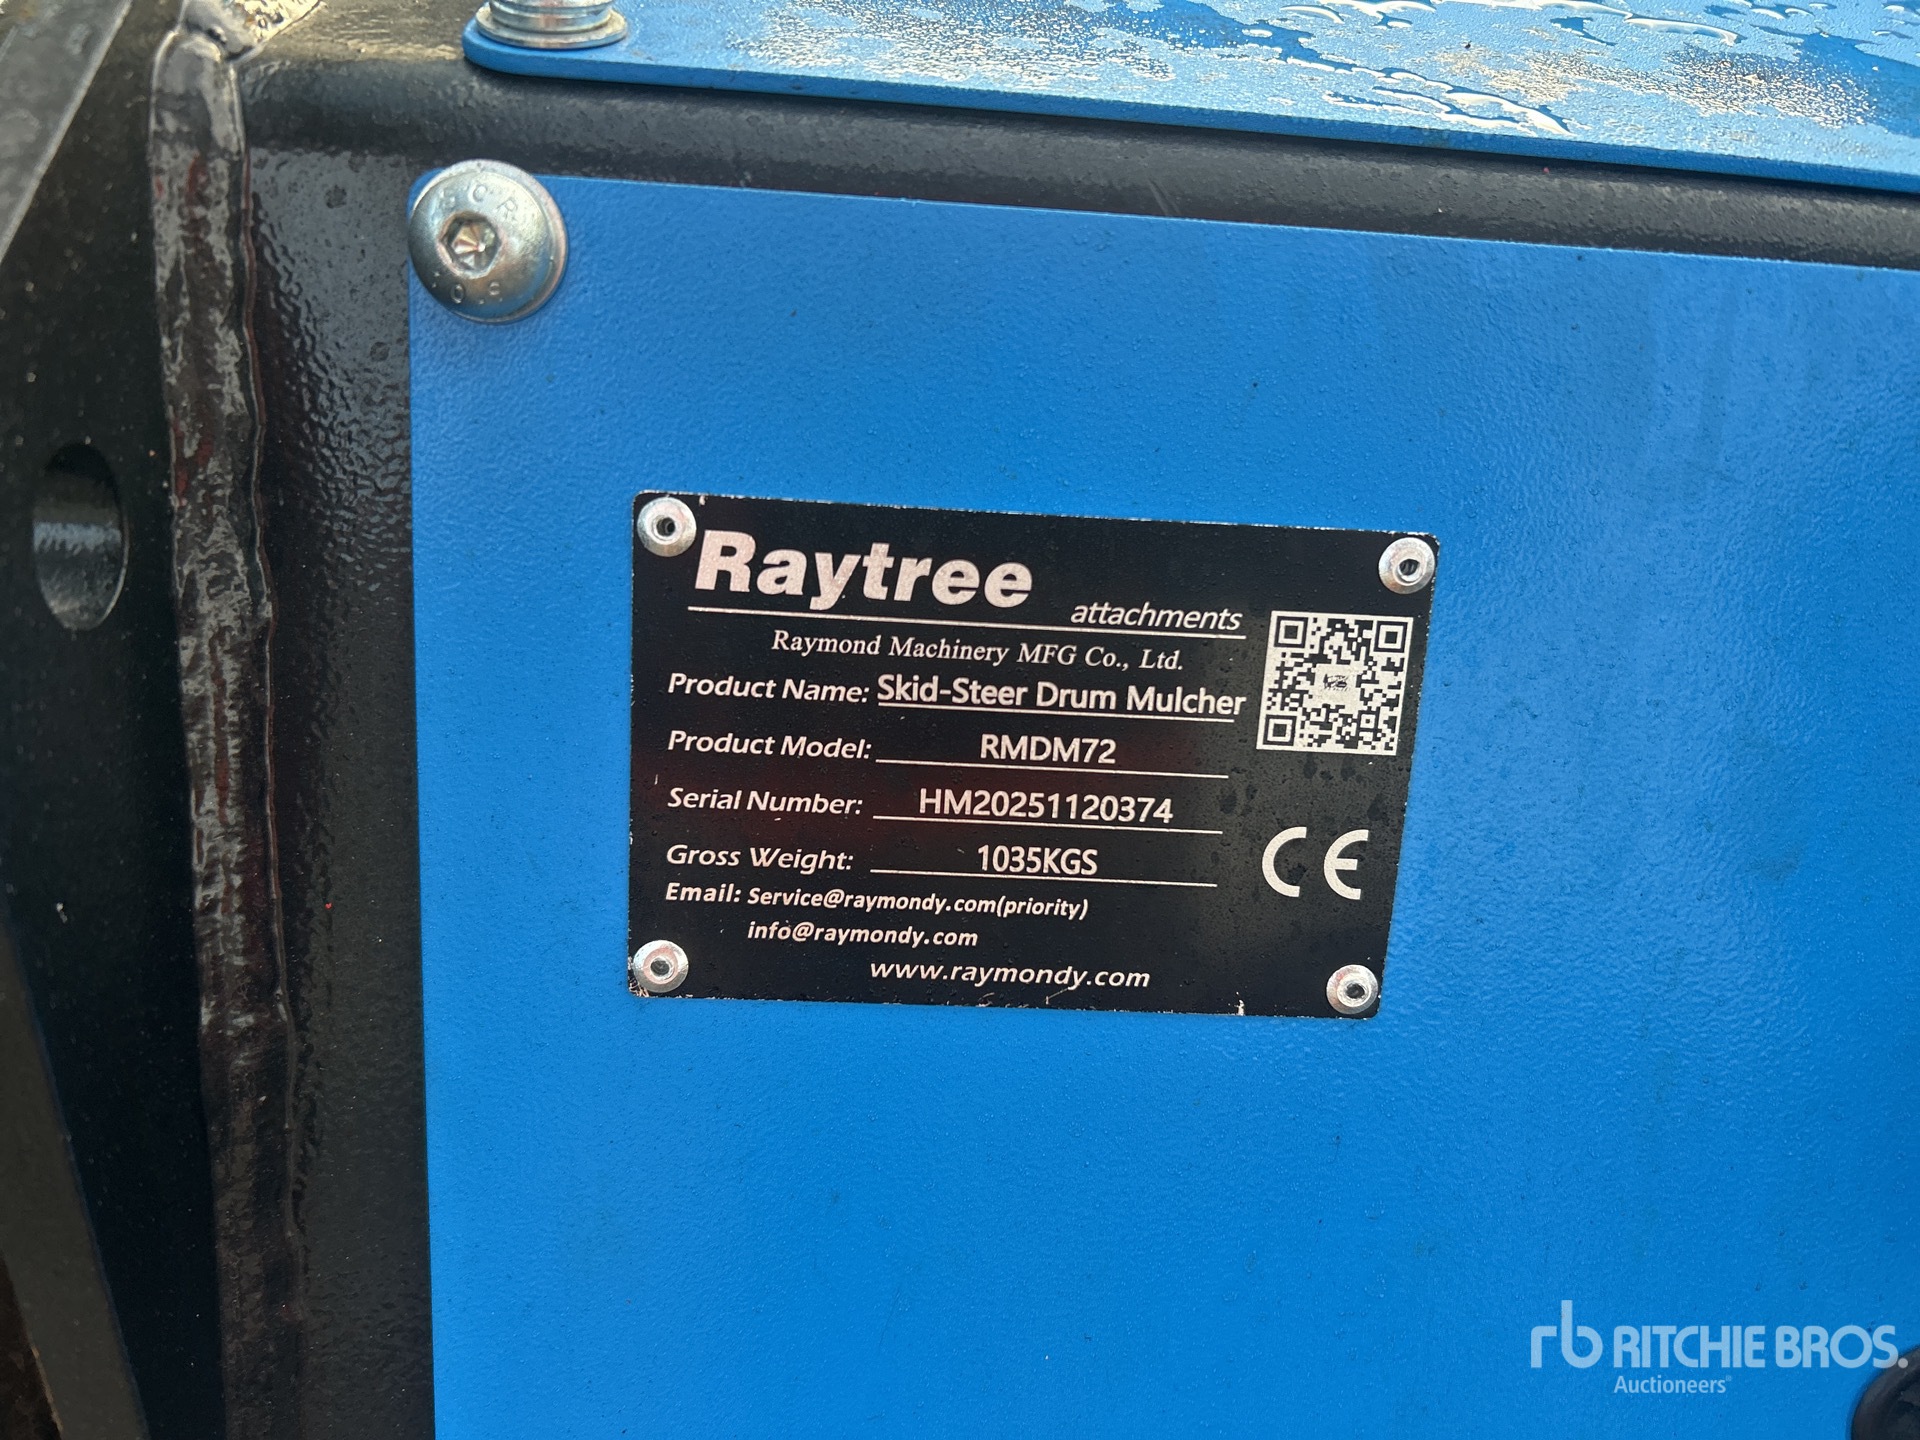 Raytree
attachments
Raymond Machinery MFG Co., Ltd.
Product Name: Skid-Steer Drum Mulcher
Product Model: RMDM72
Serial Number: HM20251120374
Gross Weight: 1035KGS
CE
Email: Service@raymondy.com(priority)
info@raymondy.com
www.raymondy.com
rb RITCHIE BROS.
Auctioneers